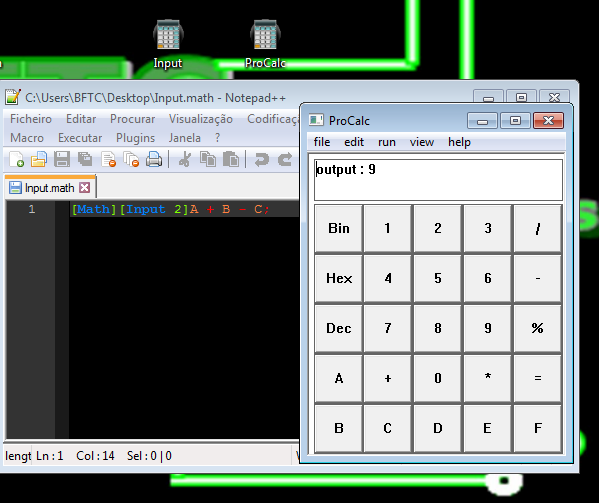 Input
ProCalc
C:\Users\BFTC\Desktop\Input.math - Notepad++
Ficheiro Editar Procurar Visualização Codificaç
Macro Executar Plugins Janela ?
Input.math
1 [Math][Input 2]A + B - C;
lengt Ln : 1 Col : 14 Sel : 0 | 0
ProCalc
file edit run view help
output : 9
Bin 1 2 3 /
Hex 4 5 6 -
Dec 7 8 9 %
A + 0 * =
B C D E F
s